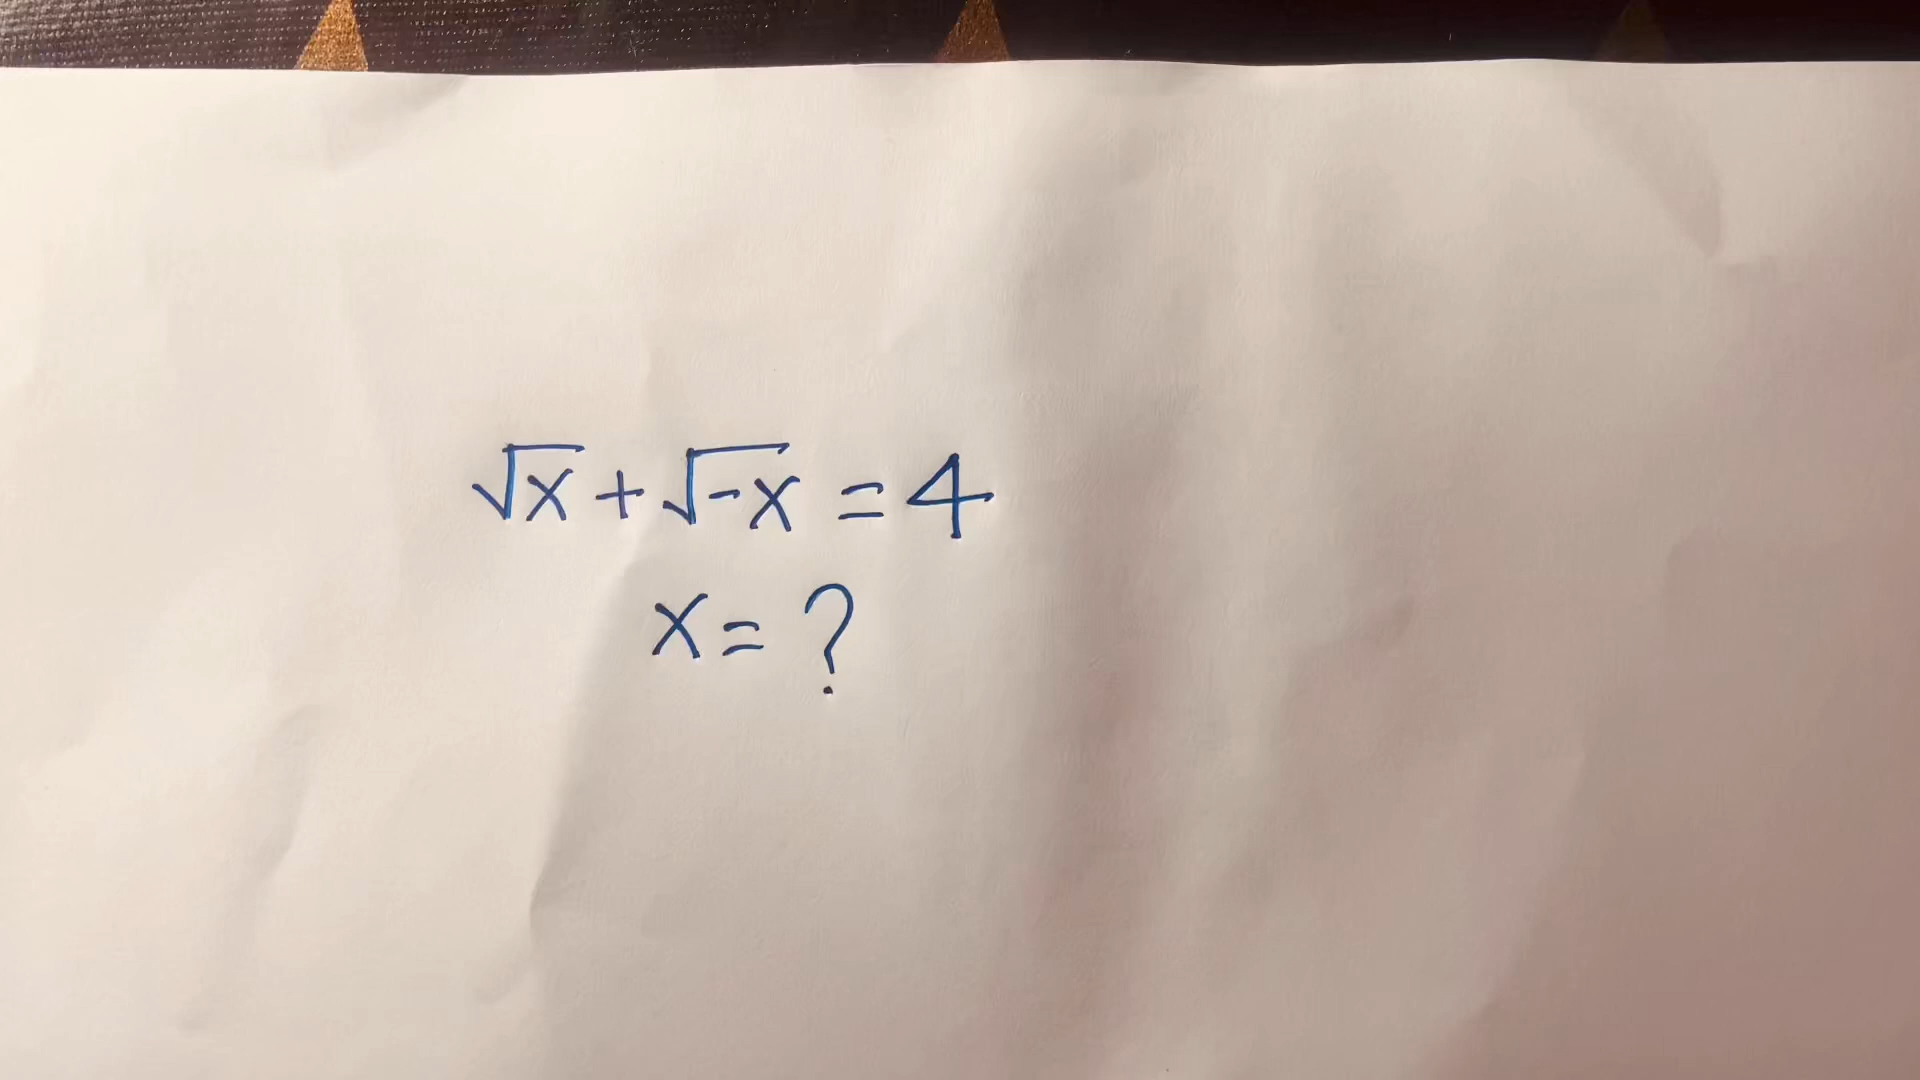 √x + √-x = 4
x = ?